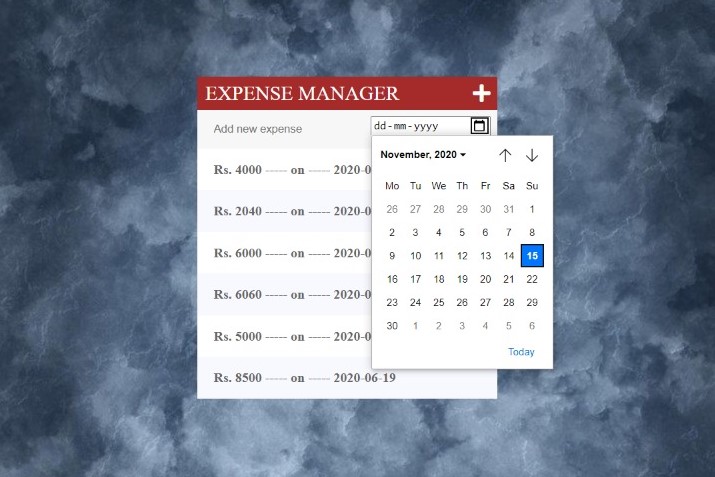 EXPENSE MANAGER
Add new expense
dd-mm-yyyy
November, 2020
Mo Tu We Th Fr Sa Su
26 27 28 29 30 31 1
2 3 4 5 6 7 8
9 10 11 12 13 14 15
16 17 18 19 20 21 22
23 24 25 26 27 28 29
30 1 2 3 4 5 6
Today
Rs. 4000 ----- on ----- 2020-0
Rs. 2040 ----- on ----- 2020-0
Rs. 6000 ----- on ----- 2020-0
Rs. 6060 ----- on ----- 2020-0
Rs. 5000 ----- on ----- 2020-0
Rs. 8500 ----- on ----- 2020-06-19